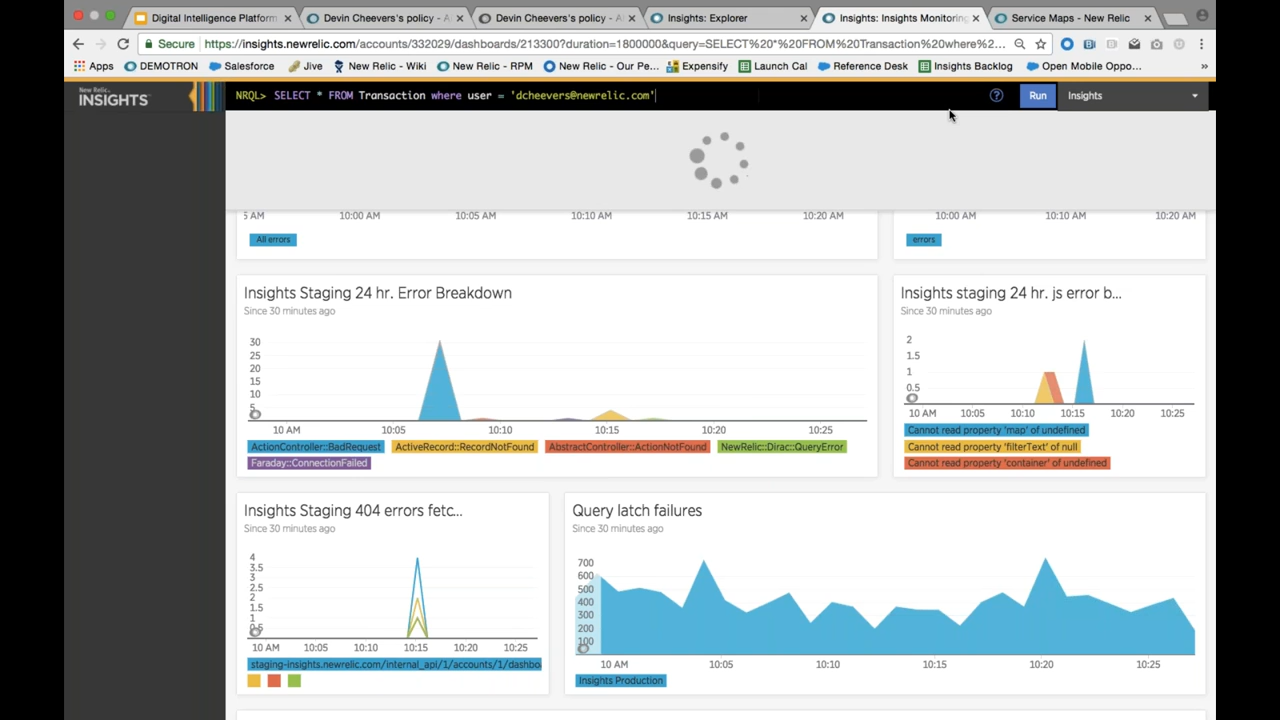 Digital Intelligence Platform
Devin Cheevers's policy - A
Devin Cheevers's policy - A
Insights: Explorer
Insights: Insights Monitoring
Service Maps - New Relic
Secure
https://insights.newrelic.com/accounts/332029/dashboards/213300?duration=1800000&query=SELECT%20*%20FROM%20Transaction%20where%2...
Apps DEMOTRON Salesforce Jive New Relic - Wiki New Relic - RPM New Relic - Our Pe... Expensify Launch Cal Reference Desk Insights Backlog Open Mobile Oppo... »
New Relic.
INSIGHTS
NRQL> SELECT * FROM Transaction where user = 'dcheevers@newrelic.com'
?
Run
Insights
5 AM 10:00 AM 10:05 AM 10:10 AM 10:15 AM 10:20 AM
All errors
10:00 AM 10:10 AM 10:20 AM
errors
Insights Staging 24 hr. Error Breakdown
Since 30 minutes ago
30
25
20
15
10
5
10 AM 10:05 10:10 10:15 10:20 10:25
ActionController::BadRequest ActiveRecord::RecordNotFound AbstractController::ActionNotFound NewRelic::Dirac::QueryError
Faraday::ConnectionFailed
Insights staging 24 hr. js error b...
Since 30 minutes ago
2
1.5
1
0.5
10 AM 10:05 10:10 10:15 10:20 10:25
Cannot read property 'map' of undefined
Cannot read property 'filterText' of null
Cannot read property 'container' of undefined
Insights Staging 404 errors fetc...
Since 30 minutes ago
4
3.5
3
2.5
2
1.5
1
0.5
10 AM 10:05 10:10 10:15 10:20 10:25
staging-insights.newrelic.com/internal_api/1/accounts/1/dashbo
Query latch failures
Since 30 minutes ago
700
600
500
400
300
200
100
10 AM 10:05 10:10 10:15 10:20 10:25
Insights Production